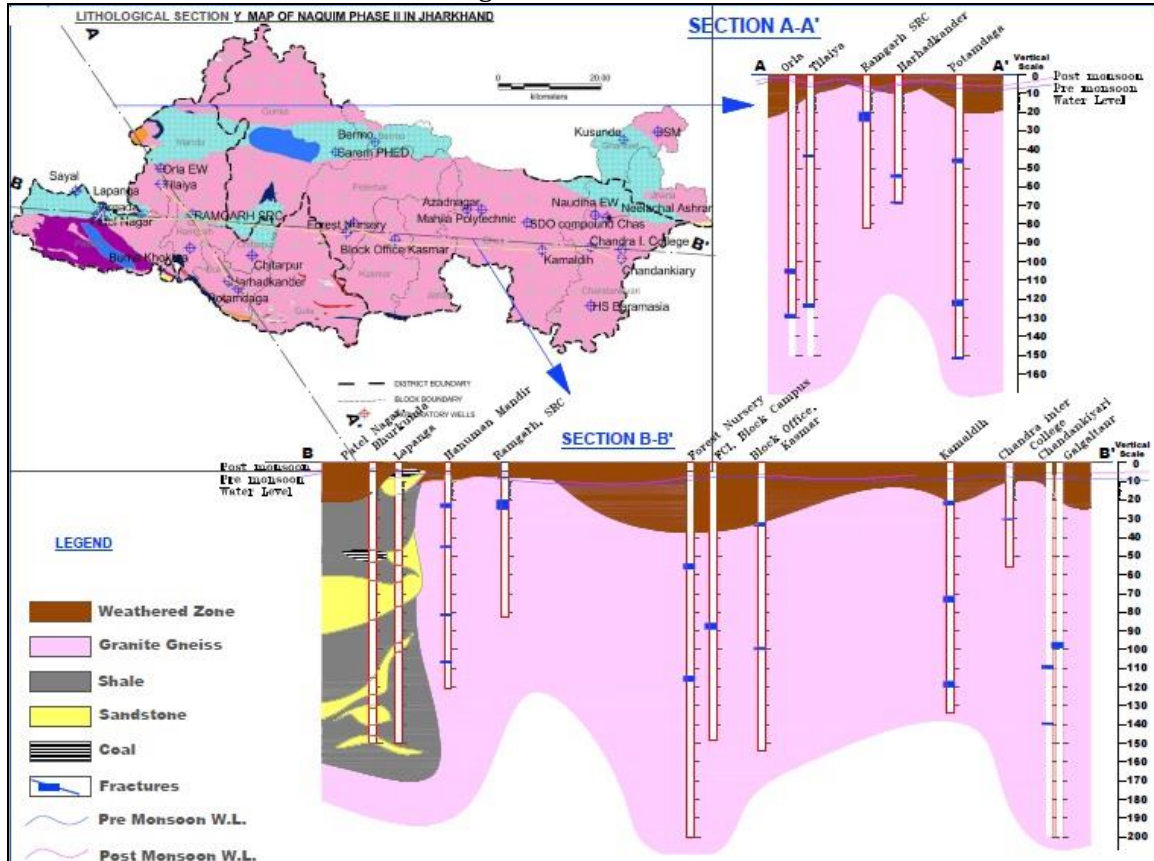 LITHOLOGICAL SECTION Y MAP OF NAQUIM PHASE II IN JHARKHAND
SECTION A-A'
A
A'
Orla
Tilaiya
Ramgarh SRC
Harhadkander
Potamdaga
Vertical
Scale
Post monsoon
Pre monsoon
Water Level
0
10
20
30
40
50
60
70
80
90
100
110
120
130
140
150
160
A
0
20.00
kilometers
Bermo
Sarem PHED
Kusunda
BSM
Orla EW
Tilaiya
B
Sayal
Lapanga
RAMGARH SRC
Chitarpur
Harhadkander
Potamdaga
Forest Nursery
Block Office Kasmar
Azadnagar
Mahila Polytechnic
SDO compound Chas
Naudiha EW
Neelachal Ashram
Kamaldih
Chandra I. College
Chandankiary
HS Baramasia
B'
A'
DISTRICT BOUNDARY
BLOCK BOUNDARY
SECTION B-B'
B
B'
Patel Nagar,
Bhurkunda
Lapanga
Hanuman Mandir
Ramgarh, SRC
Forest Nursery
FCI, Block Campus
Block Office,
Kasmar
Kamaldih
Chandra inter
College
Chandankiyari
Galgaltanr
Vertical
Scale
Post monsoon
Pre monsoon
Water Level
0
10
20
30
40
50
60
70
80
90
100
110
120
130
140
150
160
170
180
190
200
LEGEND
Weathered Zone
Granite Gneiss
Shale
Sandstone
Coal
Fractures
Pre Monsoon W.L.
Post Monsoon W.L.